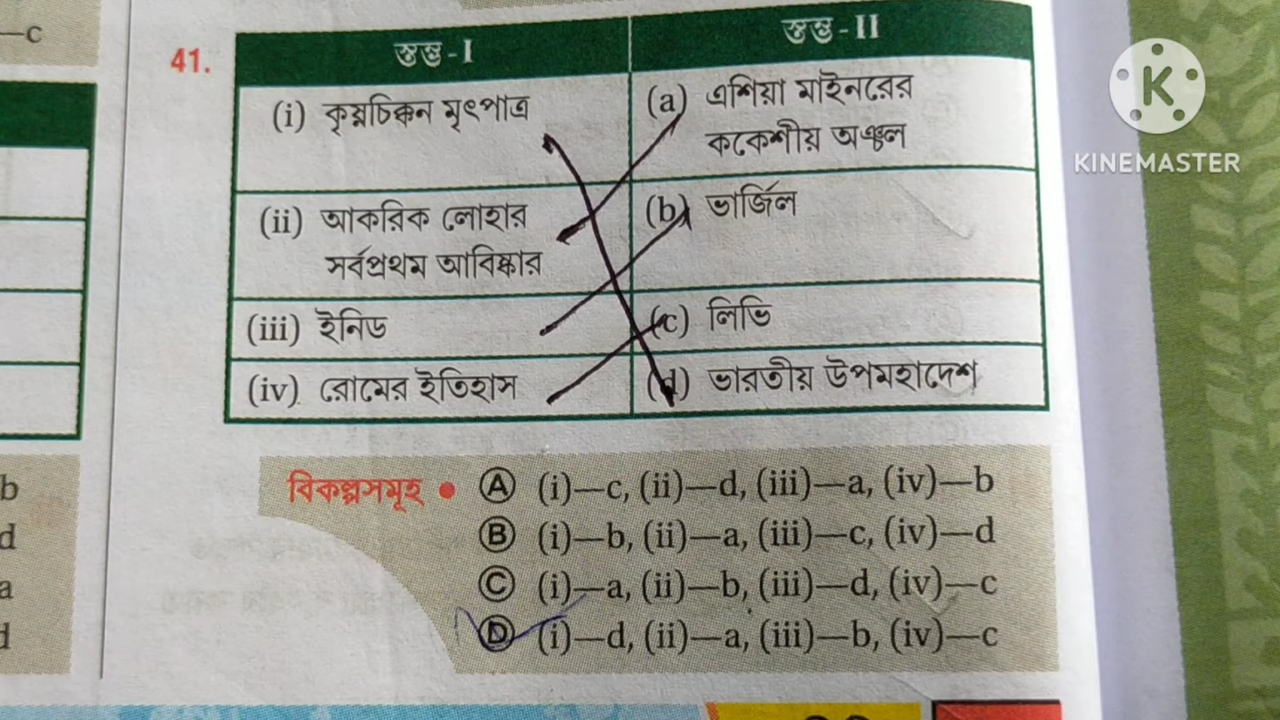 —c
41.
স্তম্ভ-I
স্তম্ভ-II
(i) কৃষ্ণচিক্কন মৃৎপাত্র
(a) এশিয়া মাইনরের
ককেশীয় অঞ্চল
(ii) আকরিক লোহার
সর্বপ্রথম আবিষ্কার
(b) ভার্জিল
(iii) ইনিড
(c) লিভি
(iv) রোমের ইতিহাস
(d) ভারতীয় উপমহাদেশ
বিকল্পসমূহ • Ⓐ (i)—c, (ii)—d, (iii)—a, (iv)—b
Ⓑ (i)—b, (ii)—a, (iii)—c, (iv)—d
Ⓒ (i)—a, (ii)—b, (iii)—d, (iv)—c
Ⓓ (i)—d, (ii)—a, (iii)—b, (iv)—c
b
d
a
d
K
KINEMASTER